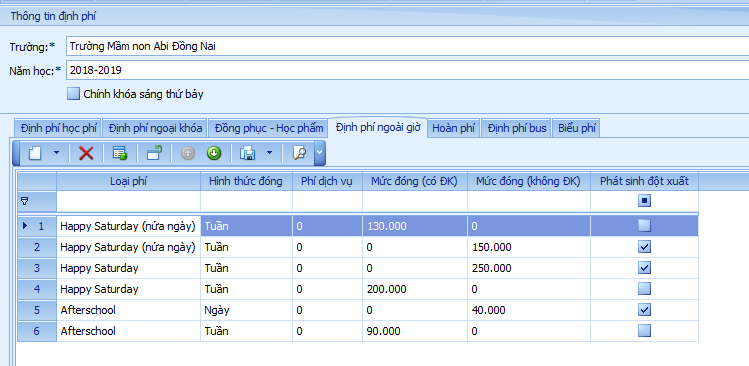 Thông tin định phí
Trường:* Trường Mầm non Abi Đồng Nai
Năm học:* 2018-2019
Chính khóa sáng thứ bảy
Định phí học phí Định phí ngoại khóa Đồng phục - Học phẩm Định phí ngoài giờ Hoàn phí Định phí bus Biểu phí
Loại phí Hình thức đóng Phí dịch vụ Mức đóng (có ĐK) Mức đóng (không ĐK) Phát sinh đột xuất
1 Happy Saturday (nửa ngày) Tuần 0 130.000 0
2 Happy Saturday (nửa ngày) Tuần 0 0 150.000
3 Happy Saturday Tuần 0 0 250.000
4 Happy Saturday Tuần 0 200.000 0
5 Afterschool Ngày 0 0 40.000
6 Afterschool Tuần 0 90.000 0